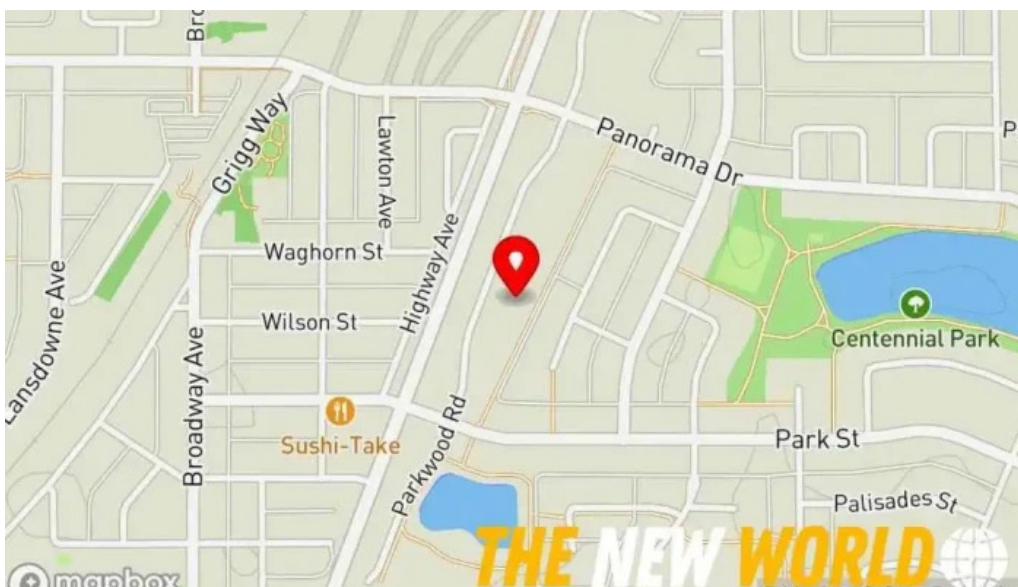 Bro
Grigg Way
Lawton Ave
Panorama Dr
P
Waghorn St
Highway Ave
Lansdowne Ave
Wilson St
Centennial Park
Broadway Ave
Sushi-Take
Parkwood Rd
Park St
Palisades St
THE NEW WORLD
mapbox